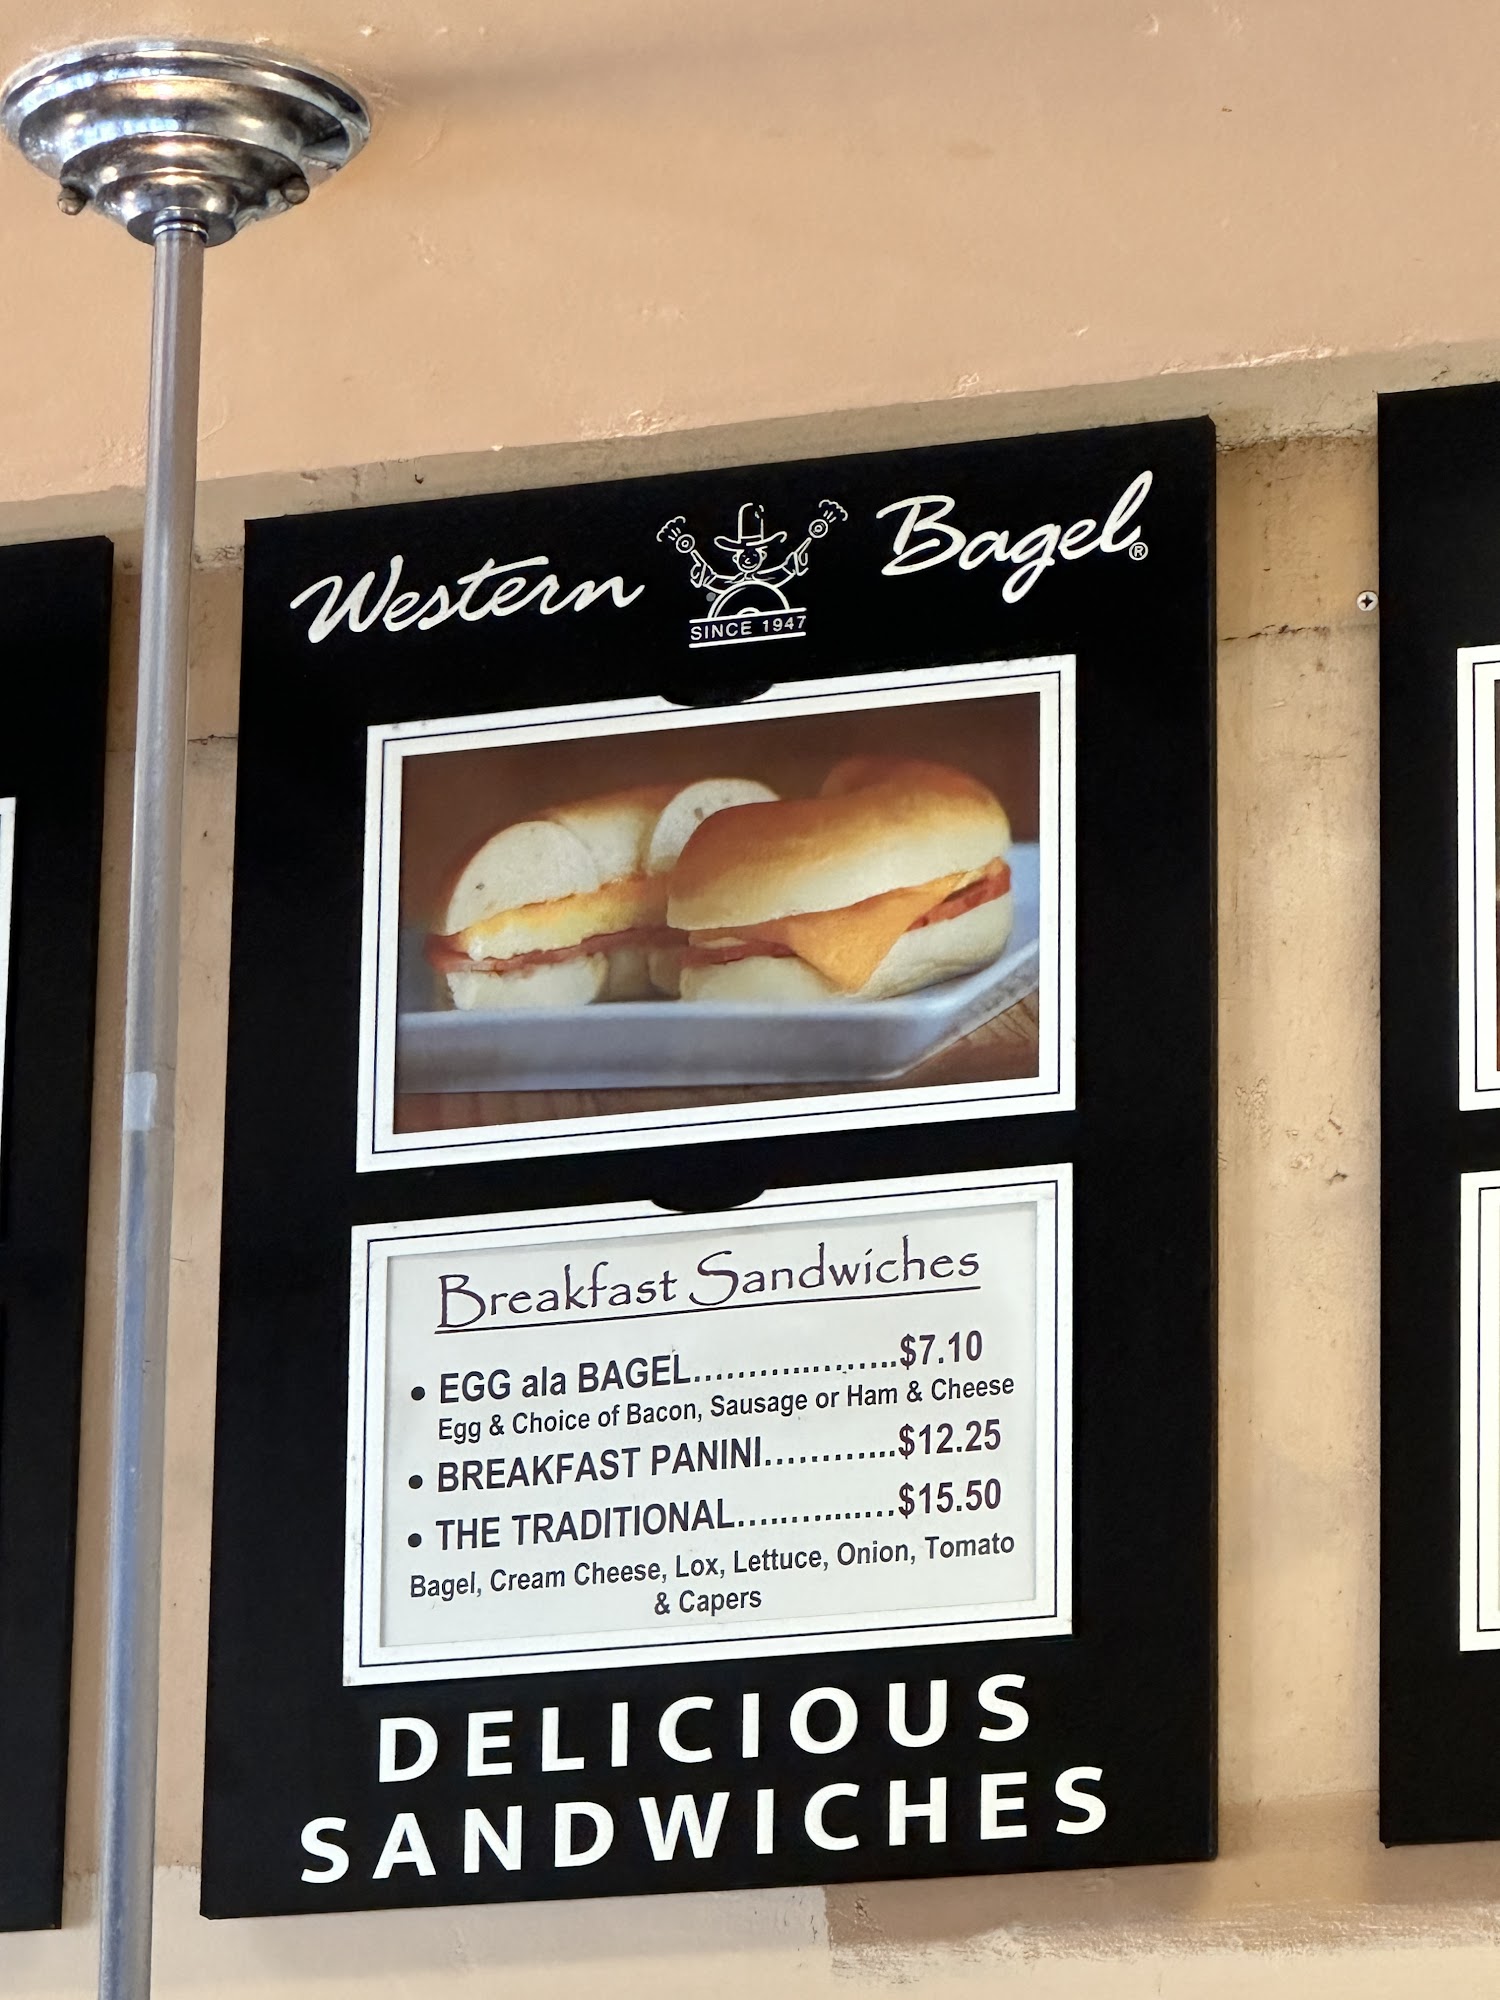 Western Bagel®
SINCE 1947
Breakfast Sandwiches
• EGG ala BAGEL.....................$7.10
Egg & Choice of Bacon, Sausage or Ham & Cheese
• BREAKFAST PANINI............$12.25
• THE TRADITIONAL...............$15.50
Bagel, Cream Cheese, Lox, Lettuce, Onion, Tomato
& Capers
DELICIOUS
SANDWICHES